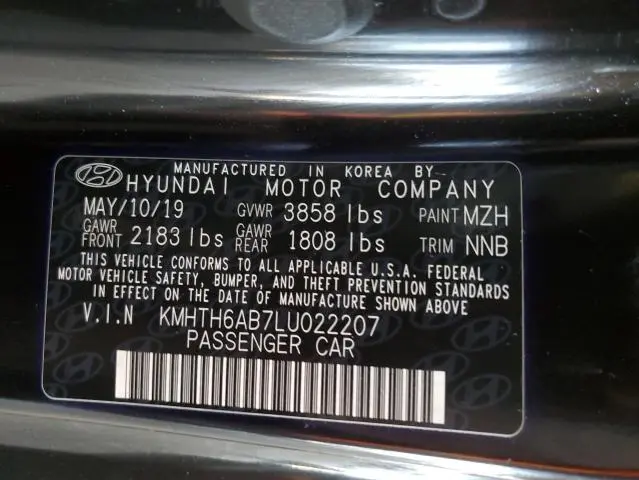 MANUFACTURED IN KOREA BY
HYUNDAI MOTOR COMPANY
MAY/10/19 GVWR 3858 lbs PAINT MZH
GAWR FRONT 2183 lbs GAWR REAR 1808 lbs TRIM NNB
THIS VEHICLE CONFORMS TO ALL APPLICABLE U.S.A. FEDERAL
MOTOR VEHICLE SAFETY, BUMPER, AND THEFT PREVENTION STANDARDS
IN EFFECT ON THE DATE OF MANUFACTURE SHOWN ABOVE
V.I.N KMHTH6AB7LU022207
PASSENGER CAR